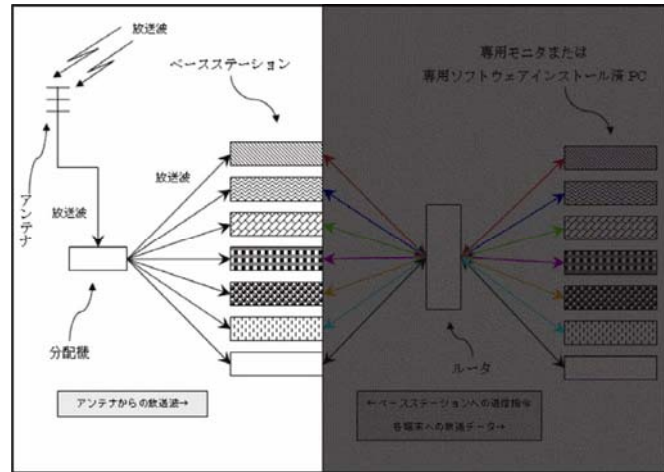 放送波
ベースステーション
専用モニタまたは
専用ソフトウェアインストール済PC
アンテナ
放送波
放送波
分配機
ルータ
アンテナからの放送波→
←ベースステーションへの選局指令
各端末への放送データ→